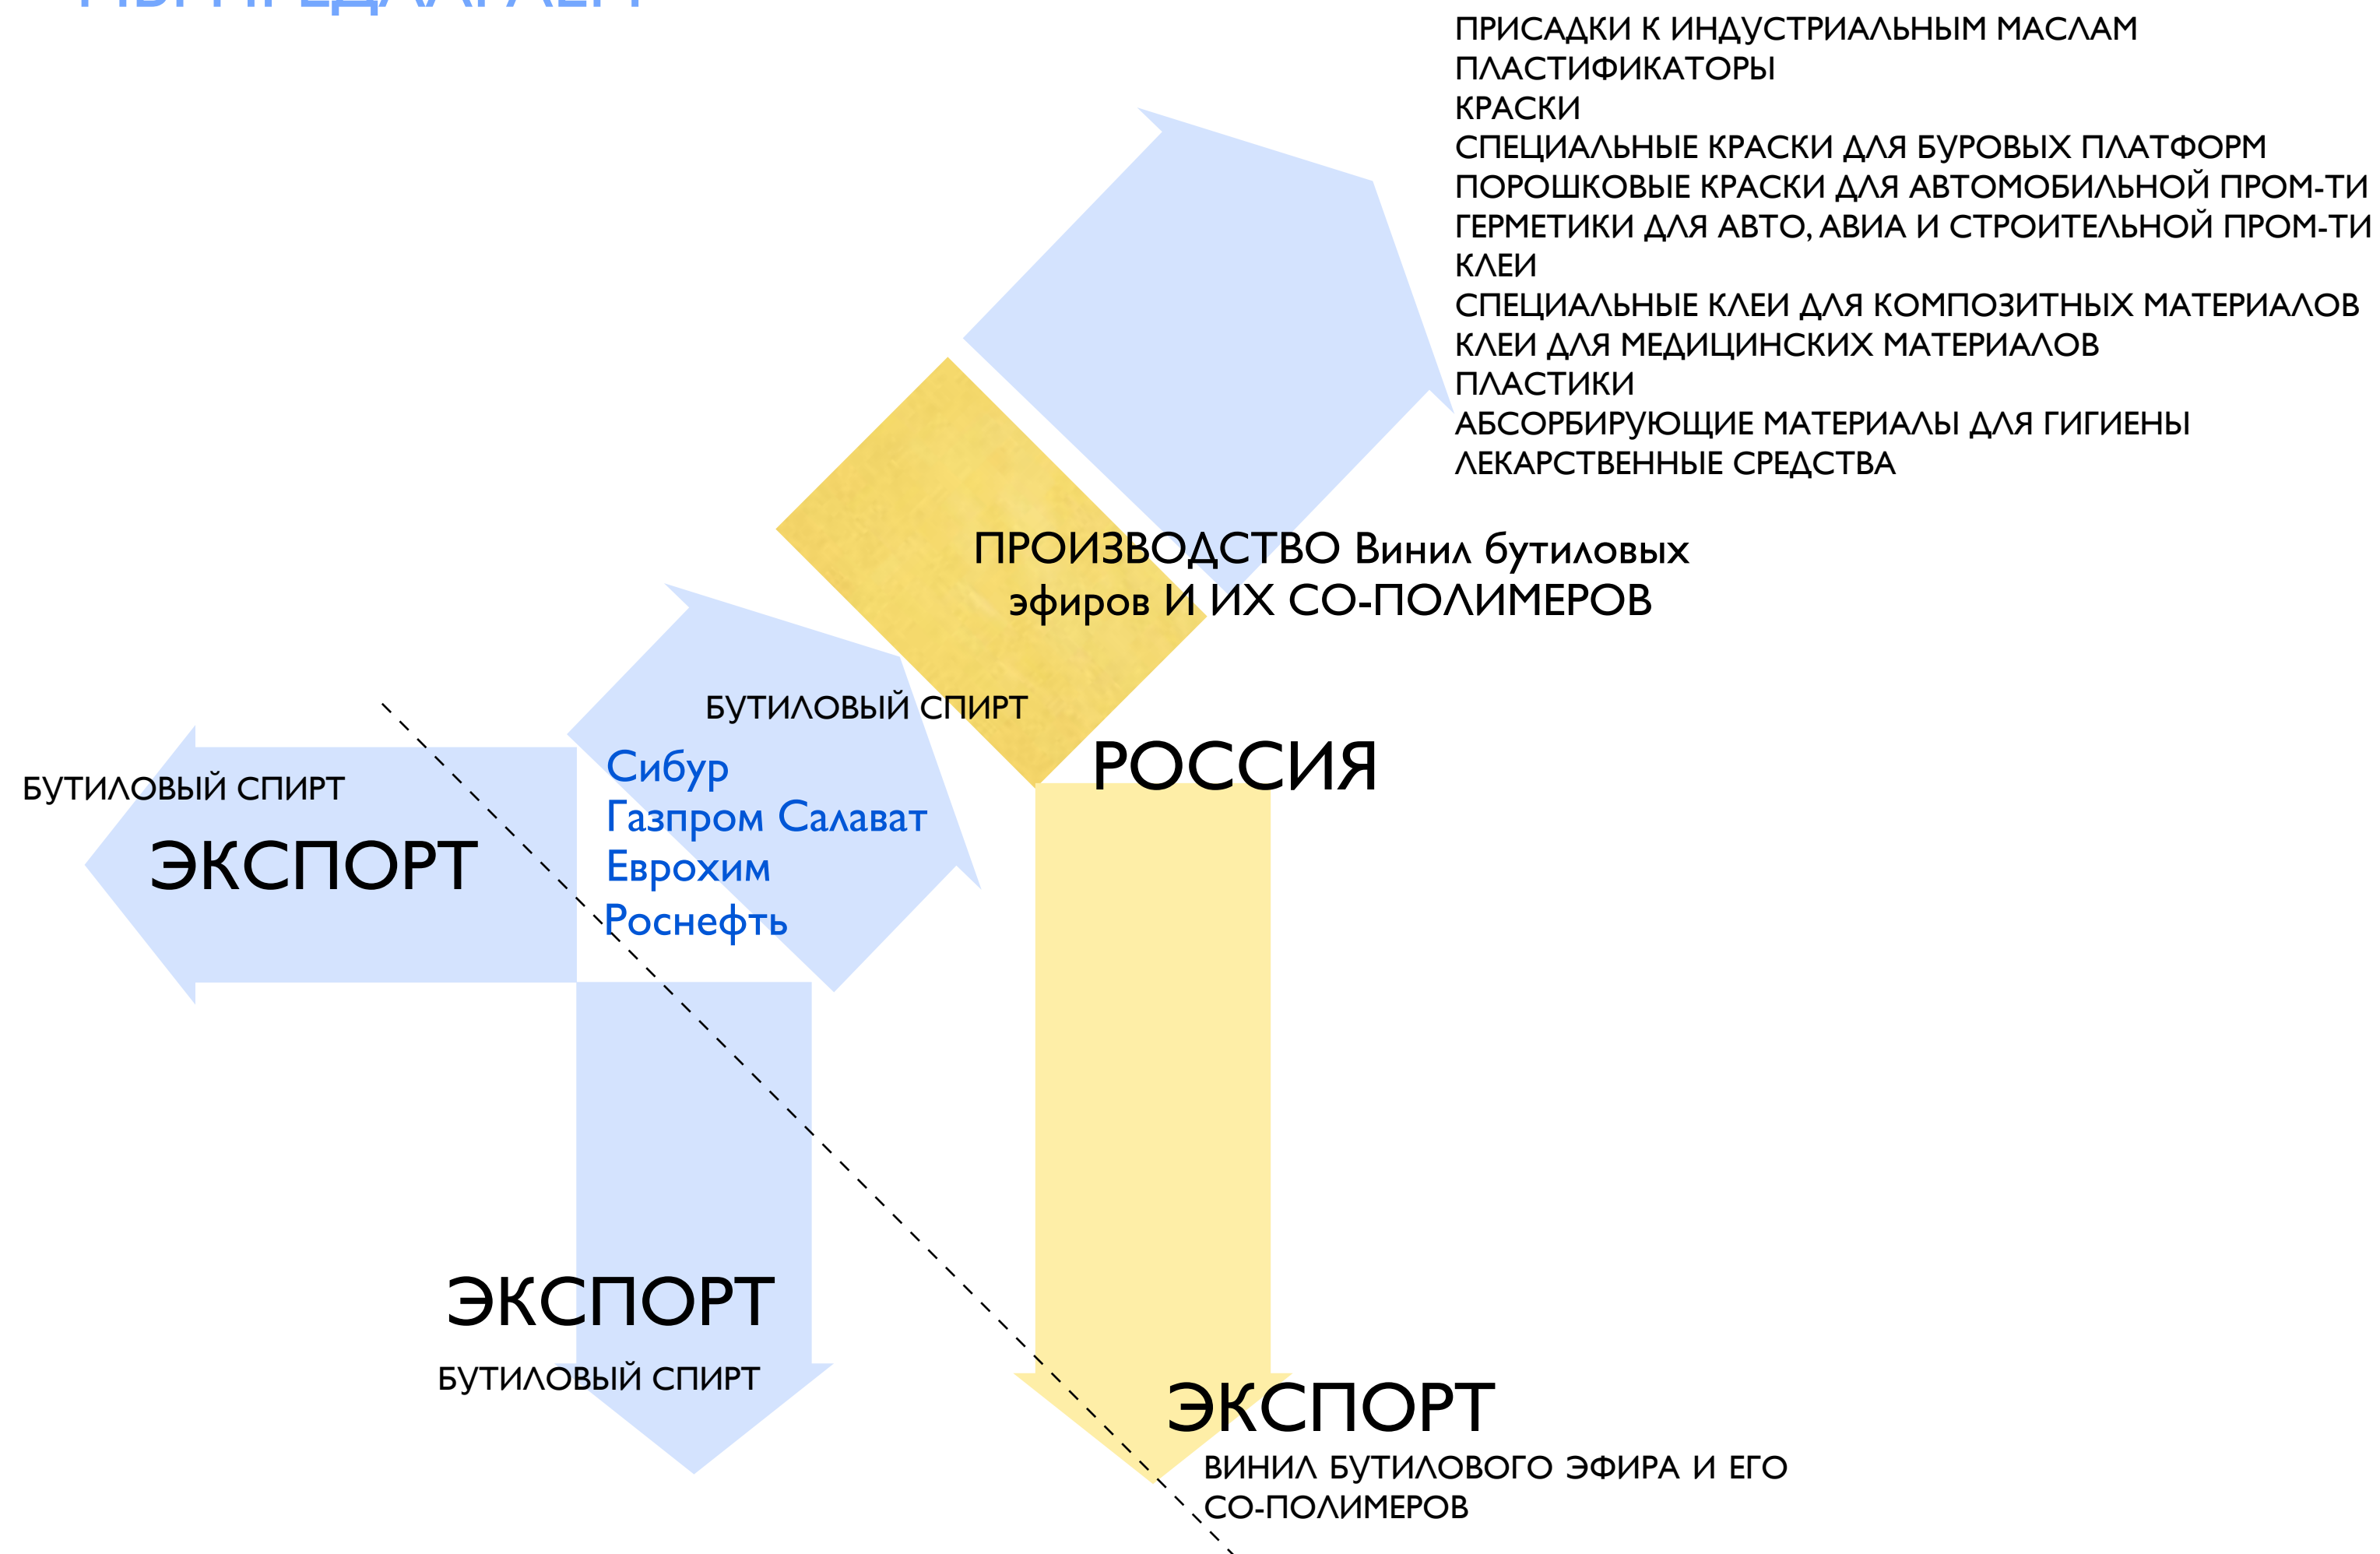 МЫ ПРЕДЛАГАЕМ
ПРИСАДКИ К ИНДУСТРИАЛЬНЫМ МАСЛАМ
ПЛАСТИФИКАТОРЫ
КРАСКИ
СПЕЦИАЛЬНЫЕ КРАСКИ ДЛЯ БУРОВЫХ ПЛАТФОРМ
ПОРОШКОВЫЕ КРАСКИ ДЛЯ АВТОМОБИЛЬНОЙ ПРОМ-ТИ
ГЕРМЕТИКИ ДЛЯ АВТО, АВИА И СТРОИТЕЛЬНОЙ ПРОМ-ТИ
КЛЕИ
СПЕЦИАЛЬНЫЕ КЛЕИ ДЛЯ КОМПОЗИТНЫХ МАТЕРИАЛОВ
КЛЕИ ДЛЯ МЕДИЦИНСКИХ МАТЕРИАЛОВ
ПЛАСТИКИ
АБСОРБИРУЮЩИЕ МАТЕРИАЛЫ ДЛЯ ГИГИЕНЫ
ЛЕКАРСТВЕННЫЕ СРЕДСТВА
ПРОИЗВОДСТВО Винил бутиловых
эфиров И ИХ СО-ПОЛИМЕРОВ
БУТИЛОВЫЙ СПИРТ
Сибур
Газпром Салават
Еврохим
Роснефть
РОССИЯ
БУТИЛОВЫЙ СПИРТ
ЭКСПОРТ
ЭКСПОРТ
БУТИЛОВЫЙ СПИРТ
ЭКСПОРТ
ВИНИЛ БУТИЛОВОГО ЭФИРА И ЕГО
СО-ПОЛИМЕРОВ